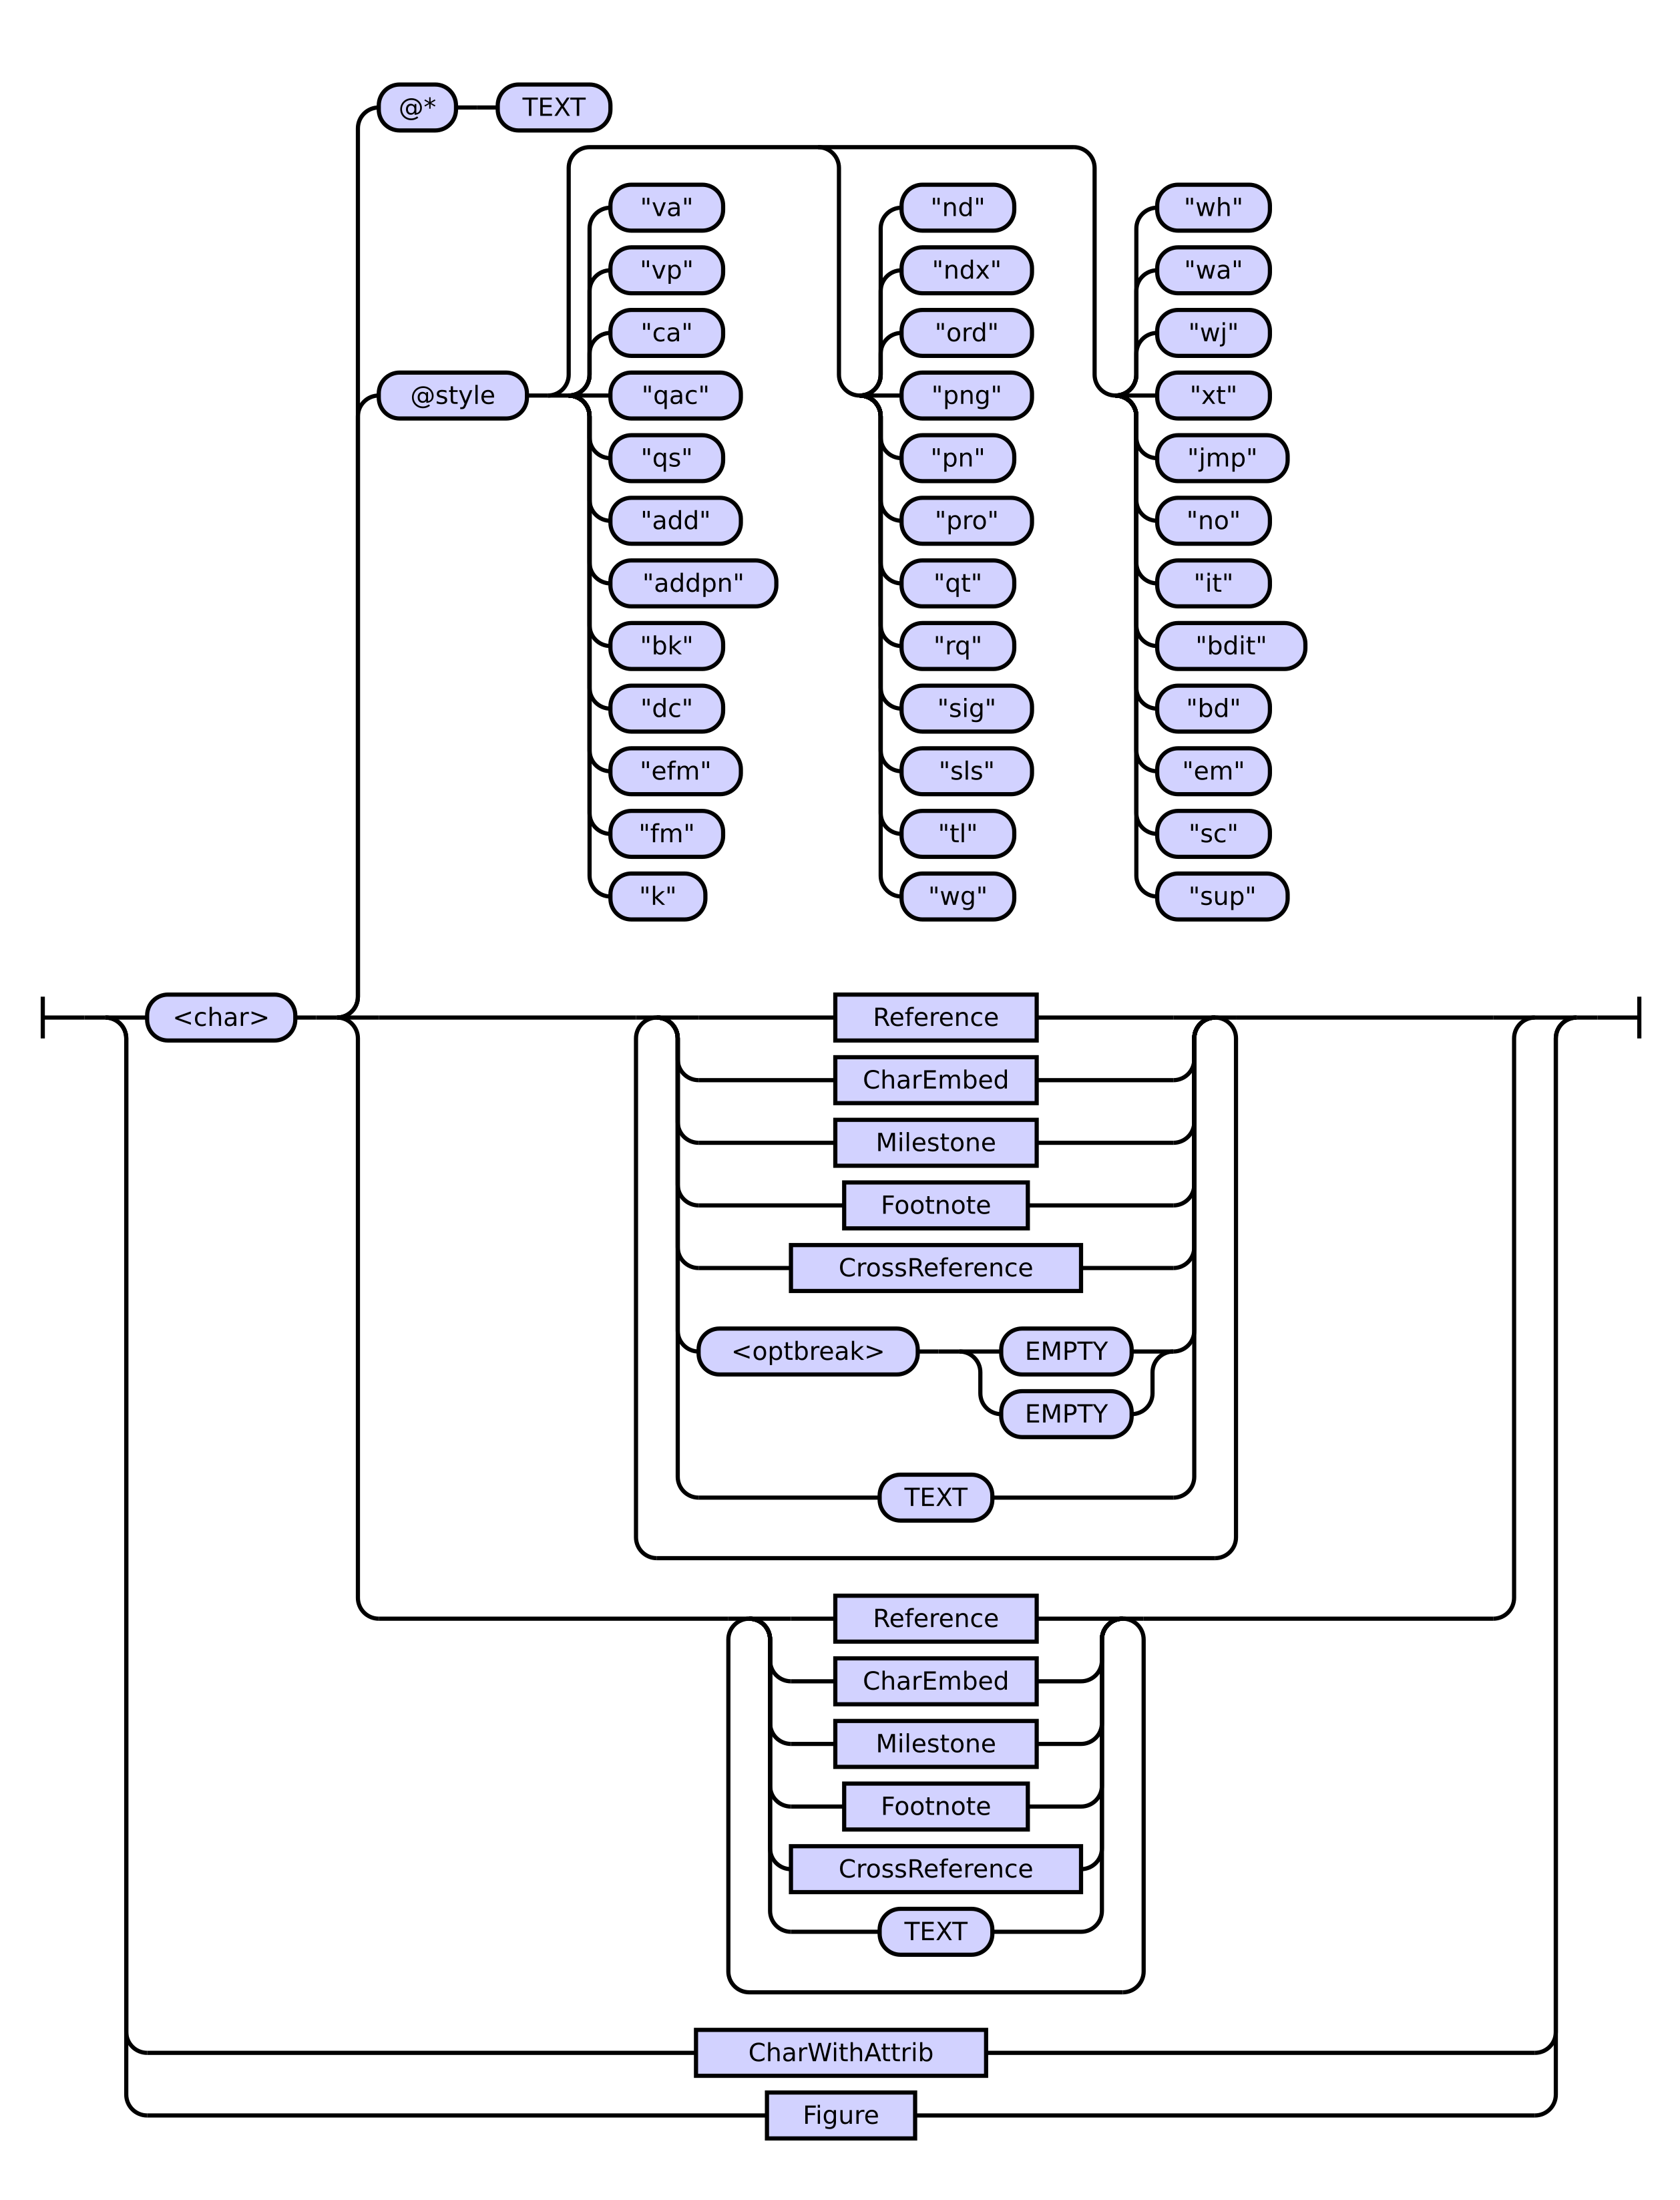 @* TEXT
"va" "nd" "wh"
"vp" "ndx" "wa"
"ca" "ord" "wj"
@style "qac" "png" "xt"
"qs" "pn" "jmp"
"add" "pro" "no"
"addpn" "qt" "it"
"bk" "rq" "bdit"
"dc" "sig" "bd"
"efm" "sls" "em"
"fm" "tl" "sc"
"k" "wg" "sup"
<char> Reference
CharEmbed
Milestone
Footnote
CrossReference
<optbreak> EMPTY
EMPTY
TEXT
Reference
CharEmbed
Milestone
Footnote
CrossReference
TEXT
CharWithAttrib
Figure